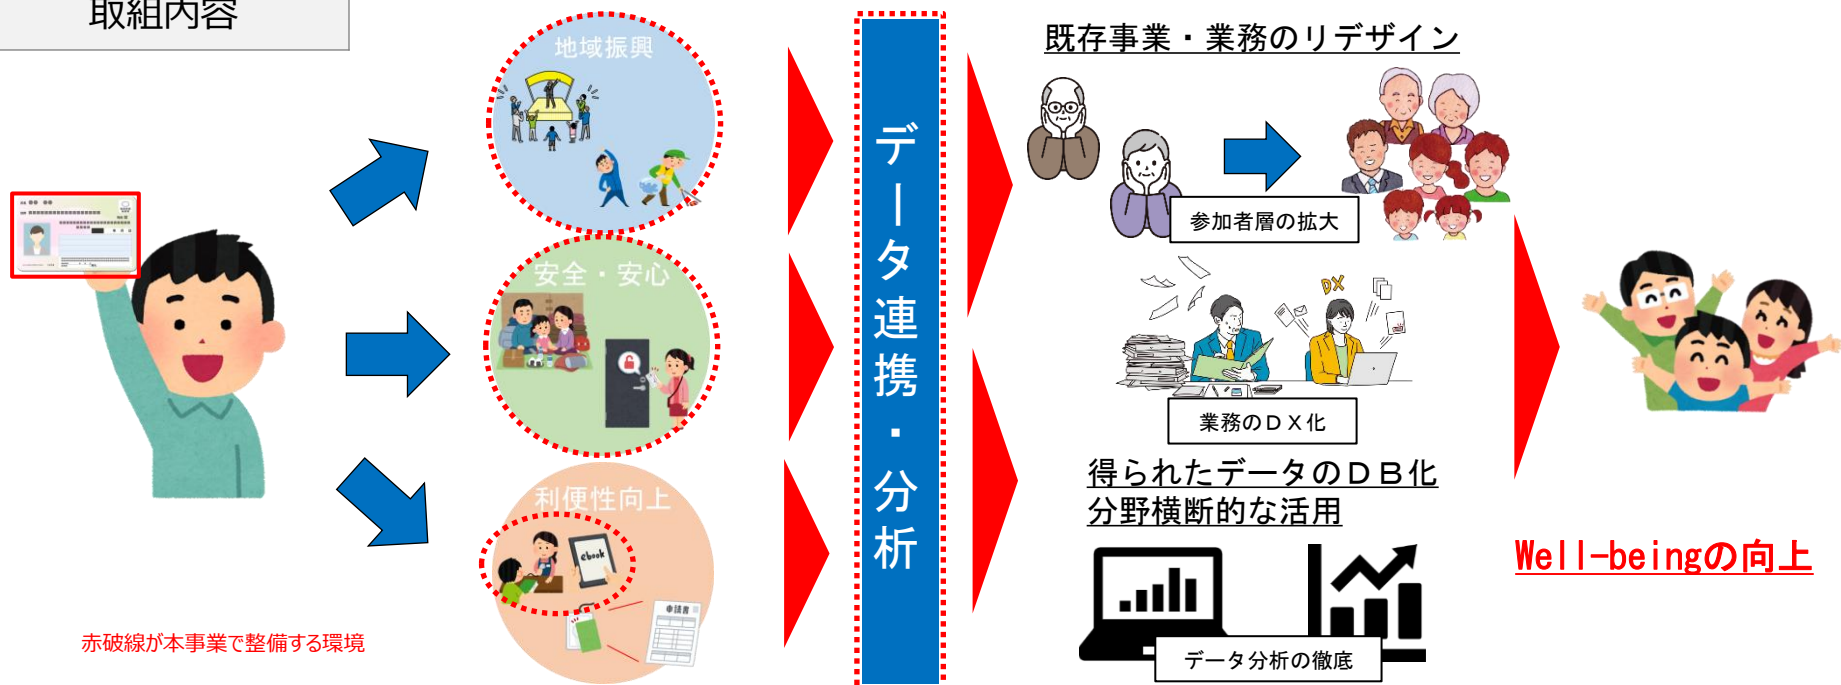 取組内容
地域振興
安全・安心
利便性向上
ebook
申請書
赤破線が本事業で整備する環境
データ連携・分析
既存事業・業務のリデザイン
参加者層の拡大
DX
業務のＤＸ化
得られたデータのＤＢ化
分野横断的な活用
データ分析の徹底
Well-beingの向上